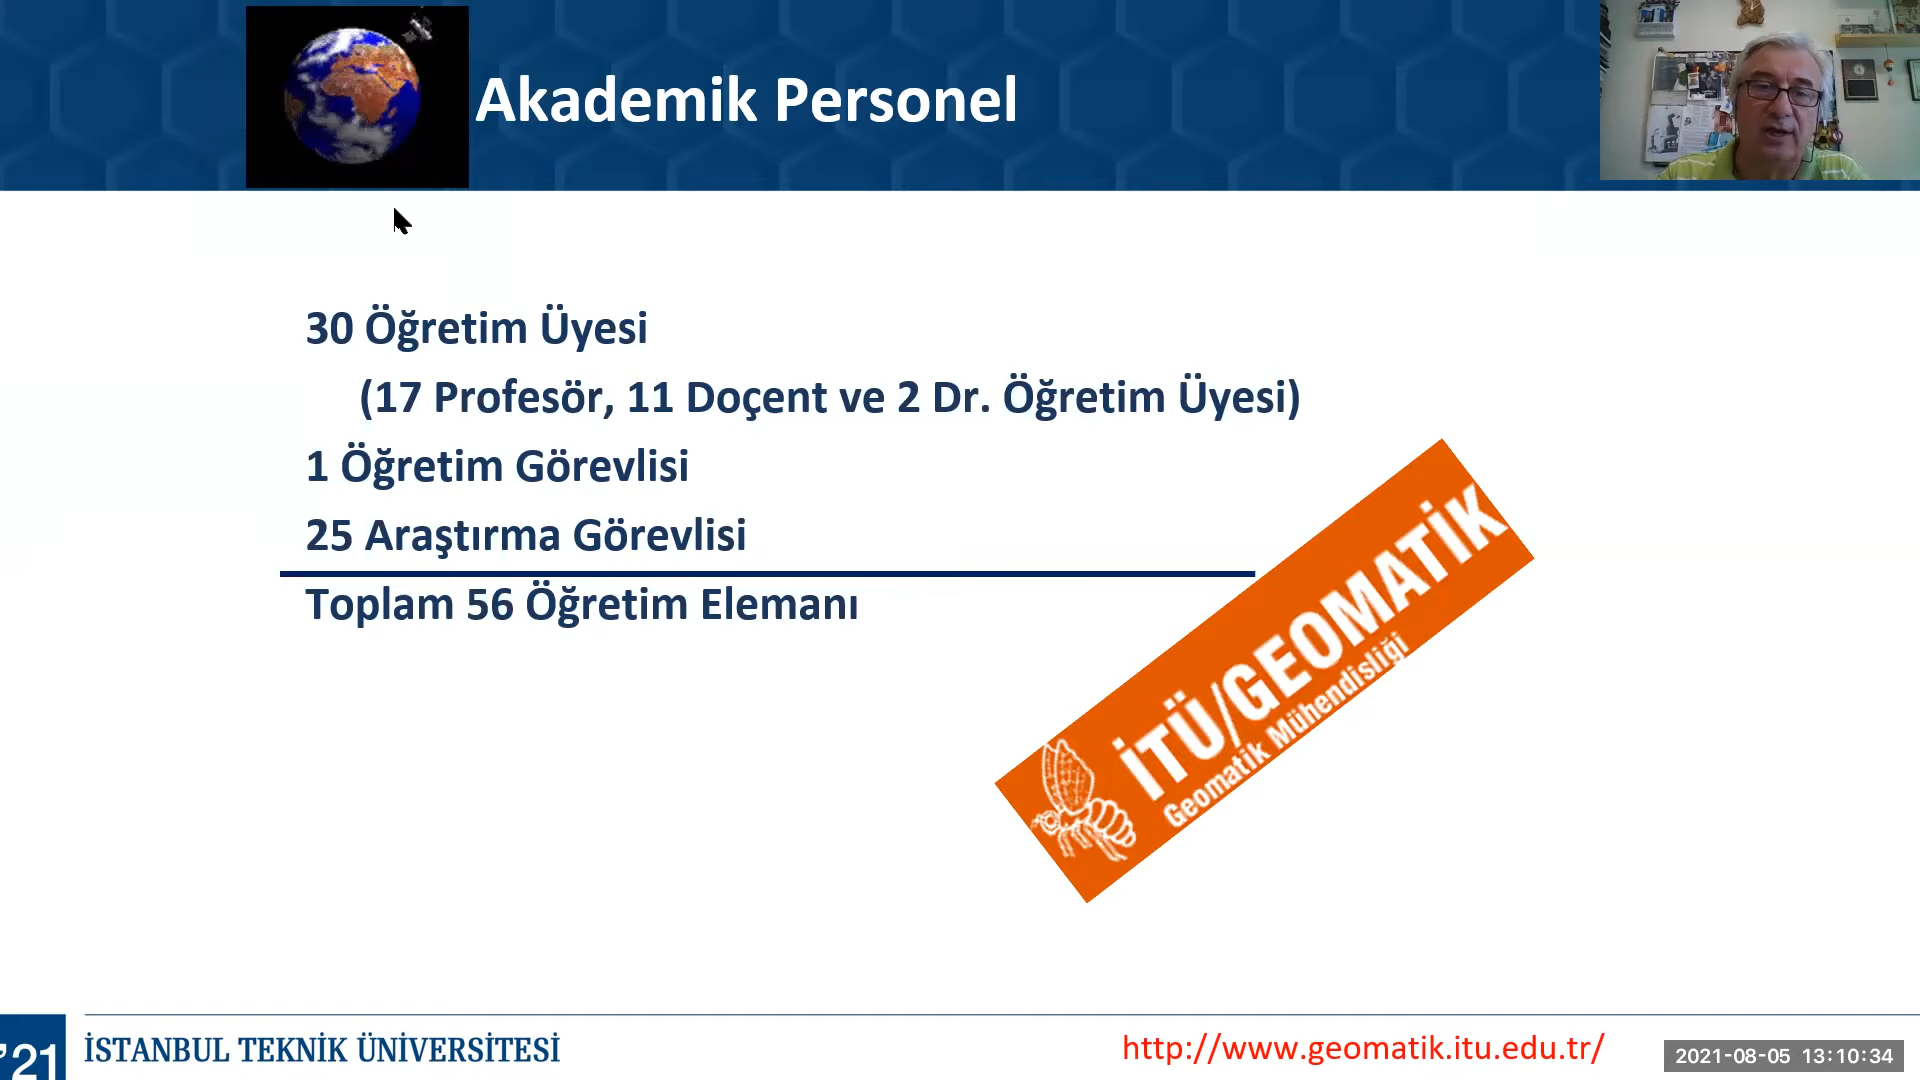 Akademik Personel
30 Öğretim Üyesi
(17 Profesör, 11 Doçent ve 2 Dr. Öğretim Üyesi)
1 Öğretim Görevlisi
25 Araştırma Görevlisi
Toplam 56 Öğretim Elemanı
İTÜ/GEOMATİK
Geomatik Mühendisliği
'21
İSTANBUL TEKNİK ÜNİVERSİTESİ
http://www.geomatik.itu.edu.tr/
2021-08-05 13:10:34